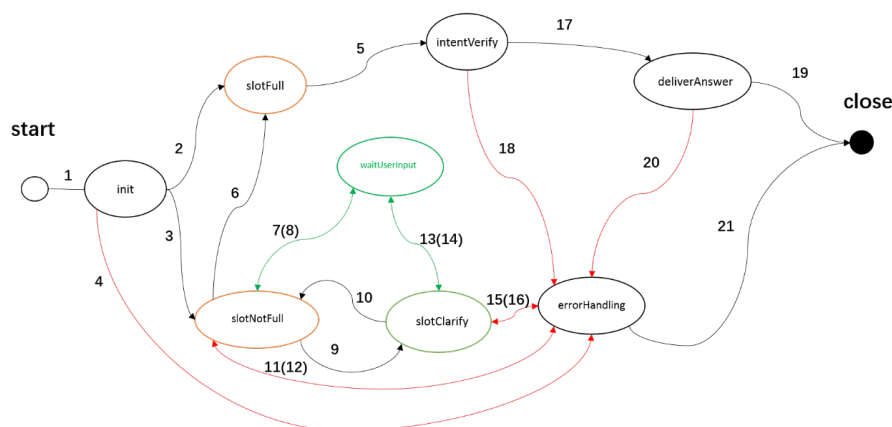 17
5
intentVerify
19
deliverAnswer
slotFull
close
start
2
18
20
waitUserInput
1
init
6
7(8)
13(14)
21
3
4
10
15(16)
errorHandling
slotNotFull
slotClarify
9
11(12)